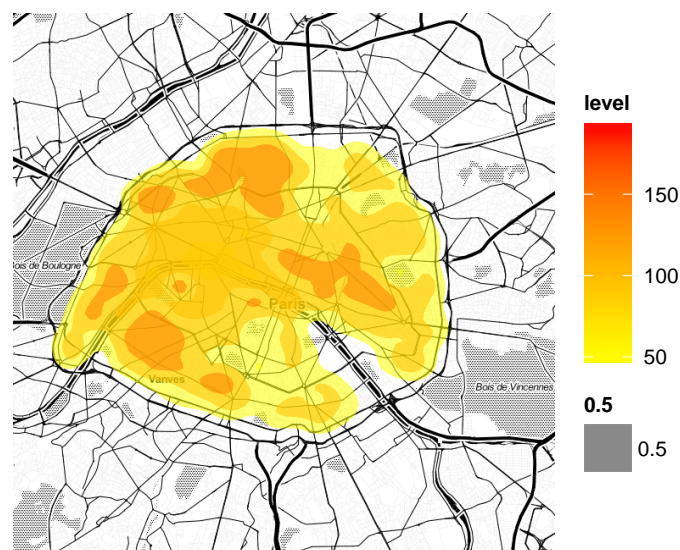 level
150
100
50
0.5
0.5
ois de Boulogne
Paris
Vanves
Bois de Vincennes